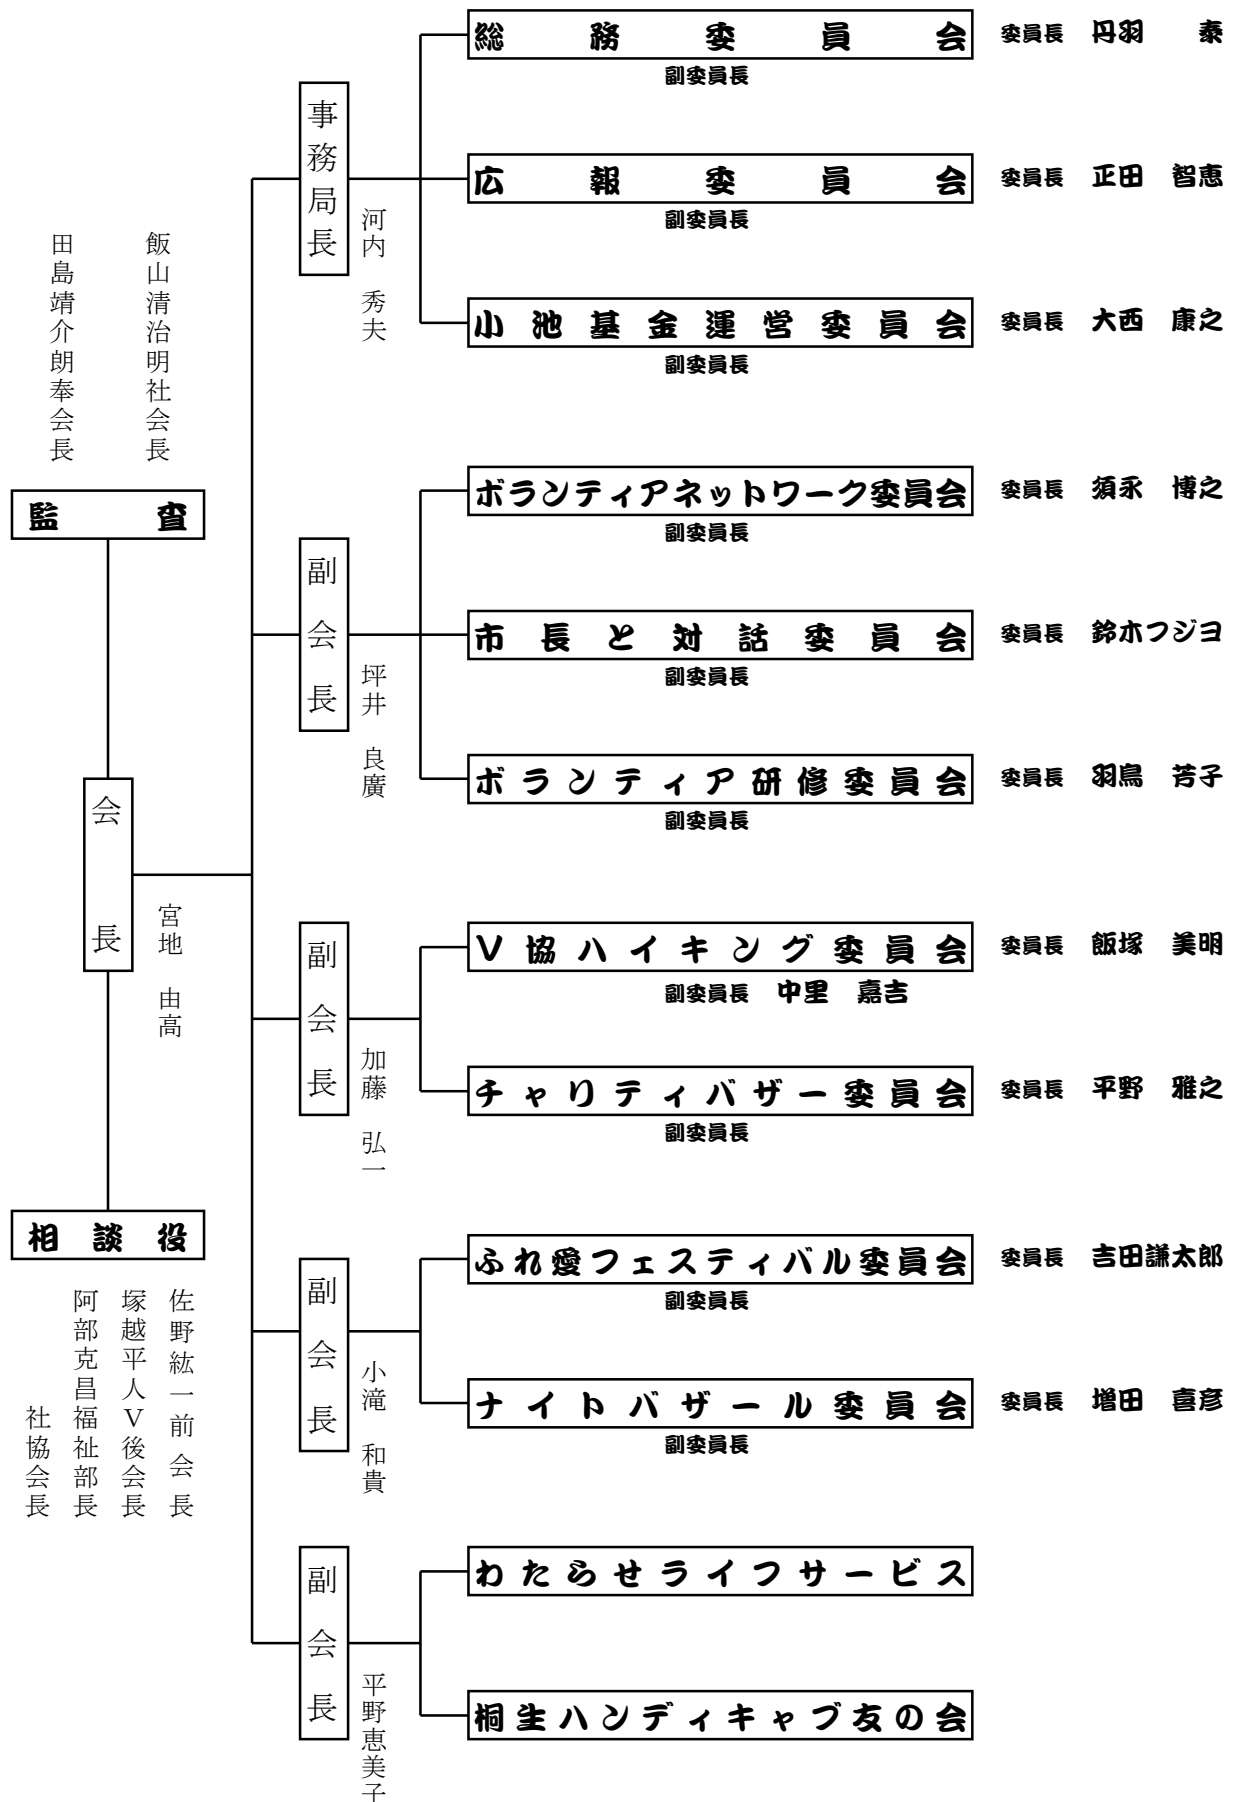 総務委員会 委員長 丹羽 泰
副委員長
事務局長
河内 秀夫
広報委員会 委員長 正田 智恵
副委員長
小池基金運営委員会 委員長 大西 康之
副委員長
飯山清治明社会長
田島靖介朗奉会長
監査
ボランティアネットワーク委員会 委員長 須永 博之
副委員長
副会長
坪井 良廣
市長と対話委員会 委員長 鈴木フジヨ
副委員長
ボランティア研修委員会 委員長 羽鳥 芳子
副委員長
会長
宮地 由高
V協ハイキング委員会 委員長 飯塚 美明
副委員長 中里 嘉吉
副会長
加藤 弘一
チャリティバザー委員会 委員長 平野 雅之
副委員長
相談役
佐野紘一前会長
塚越平人V後会長
阿部克昌福祉部長
社協会長
ふれ愛フェスティバル委員会 委員長 吉田謙太郎
副委員長
副会長
小滝 和貴
ナイトバザール委員会 委員長 増田 喜彦
副委員長
わたらせライフサービス
副会長
平野恵美子
桐生ハンディキャブ友の会